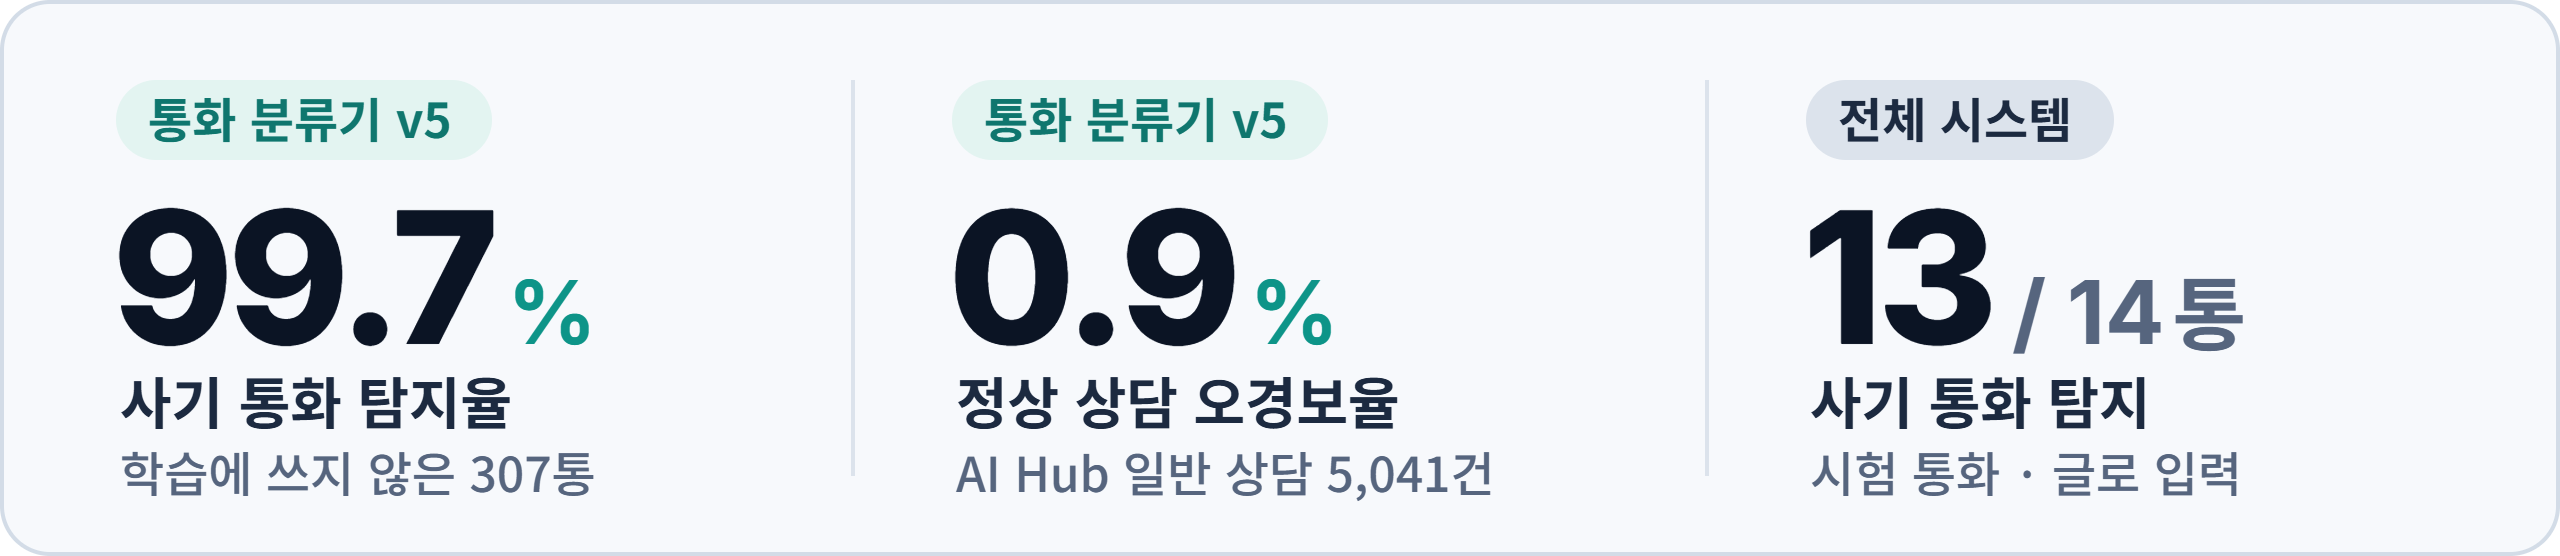 통화 분류기 v5
99.7%
사기 통화 탐지율
학습에 쓰지 않은 307통
통화 분류기 v5
0.9%
정상 상담 오경보율
AI Hub 일반 상담 5,041건
전체 시스템
13 / 14통
사기 통화 탐지
시험 통화 · 글로 입력